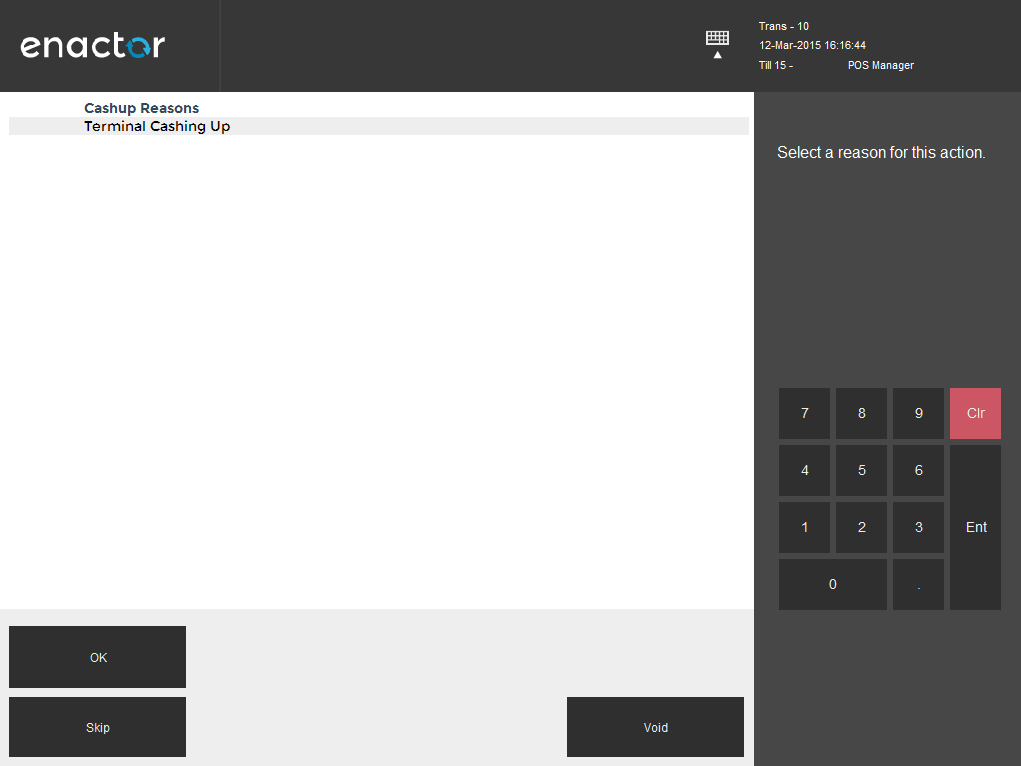 enactor
Trans - 10
12-Mar-2015 16:16:44
Till 15 - POS Manager
Cashup Reasons
Terminal Cashing Up
Select a reason for this action.
7 8 9 Clr
4 5 6
1 2 3 Ent
0 .
OK
Skip Void